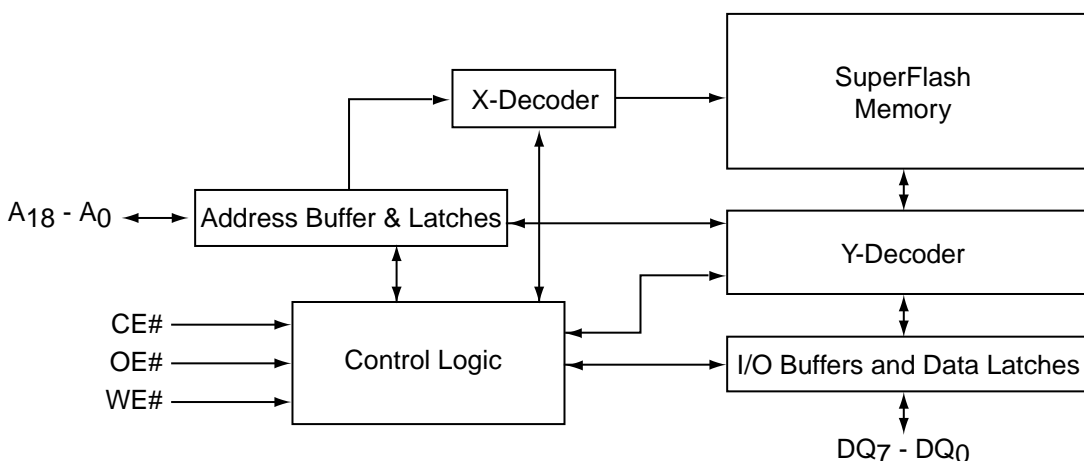 SuperFlash
Memory
X-Decoder
A18 - A0
Address Buffer & Latches
Y-Decoder
CE#
OE#
WE#
Control Logic
I/O Buffers and Data Latches
DQ7 - DQ0